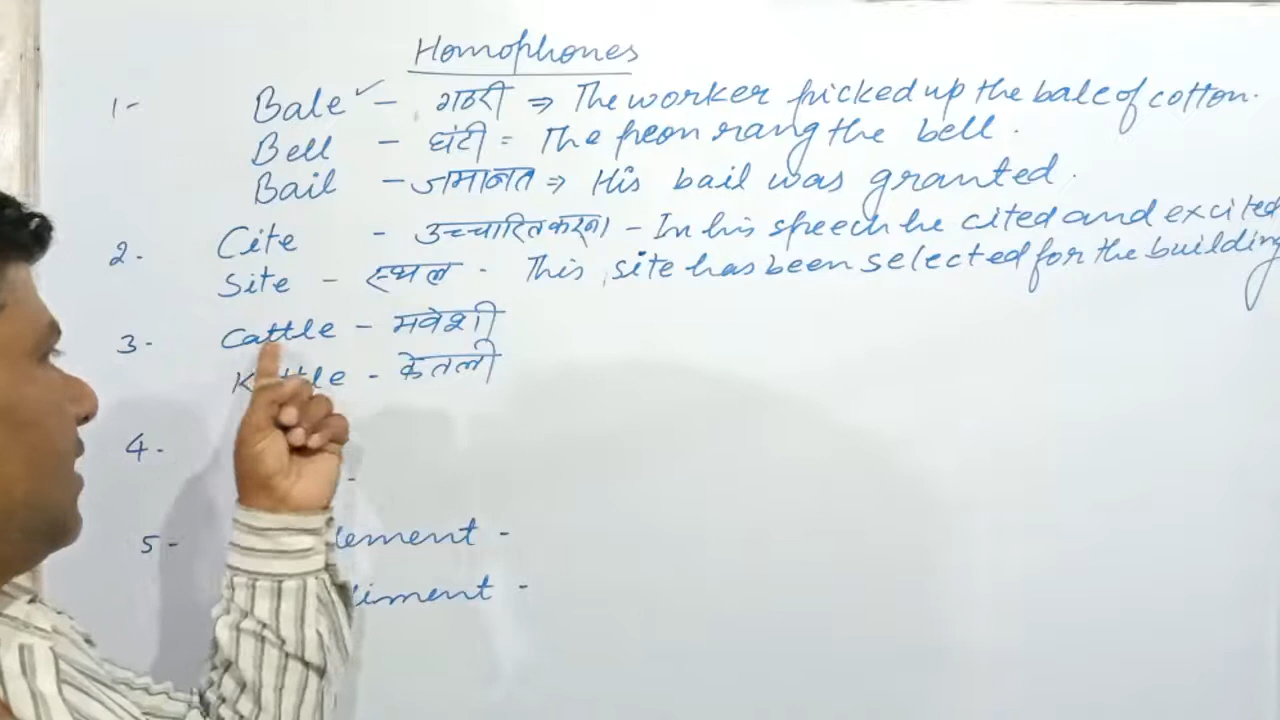 Homophones
1- Bale ✓ - गठरी ⇒ The worker picked up the bale of cotton.
Bell - घंटी = The peon rang the bell.
Bail - जमानत ⇒ His bail was granted.
2. Cite - उच्चारित करना - In his speech he cited and excited
Site - स्थल - This site has been selected for the building
3- Cattle - मवेशी
- केतली
4-
-
5- lement -
liment -